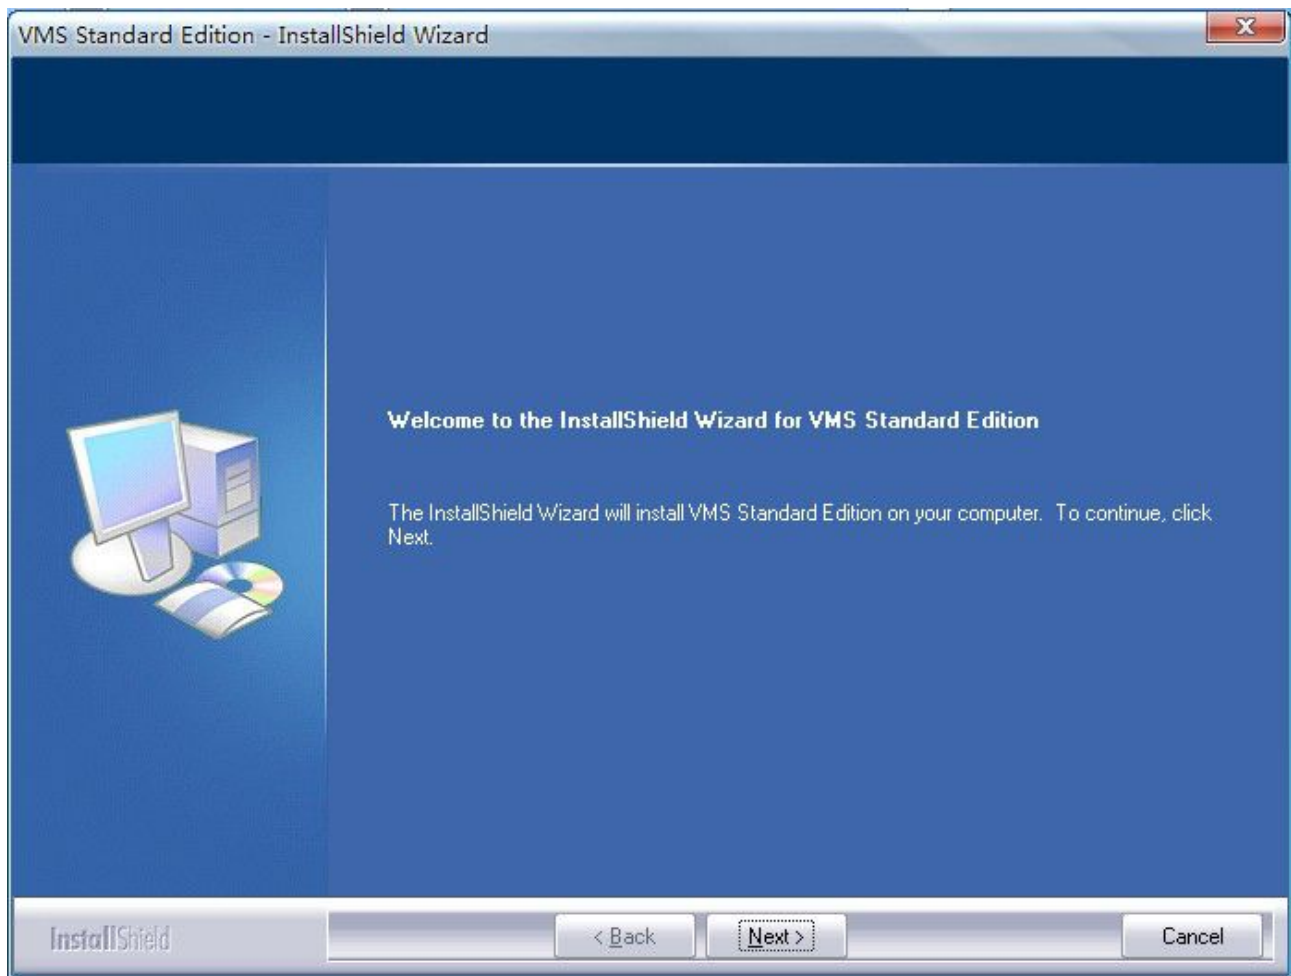 VMS Standard Edition - InstallShield Wizard
Welcome to the InstallShield Wizard for VMS Standard Edition
The InstallShield Wizard will install VMS Standard Edition on your computer.  To continue, click
Next.
InstallShield
< Back
Next >
Cancel